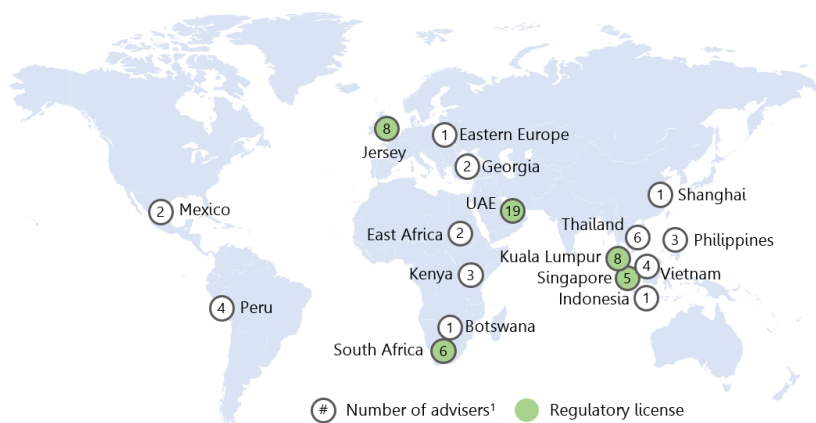 8
Jersey
1 Eastern Europe
2 Georgia
UAE 19
1 Shanghai
2 Mexico
East Africa 2
Thailand 6
3 Philippines
Kuala Lumpur 8
4 Vietnam
Kenya 3
Singapore 5
Indonesia 1
4 Peru
1 Botswana
South Africa 6
# Number of advisers¹
Regulatory license